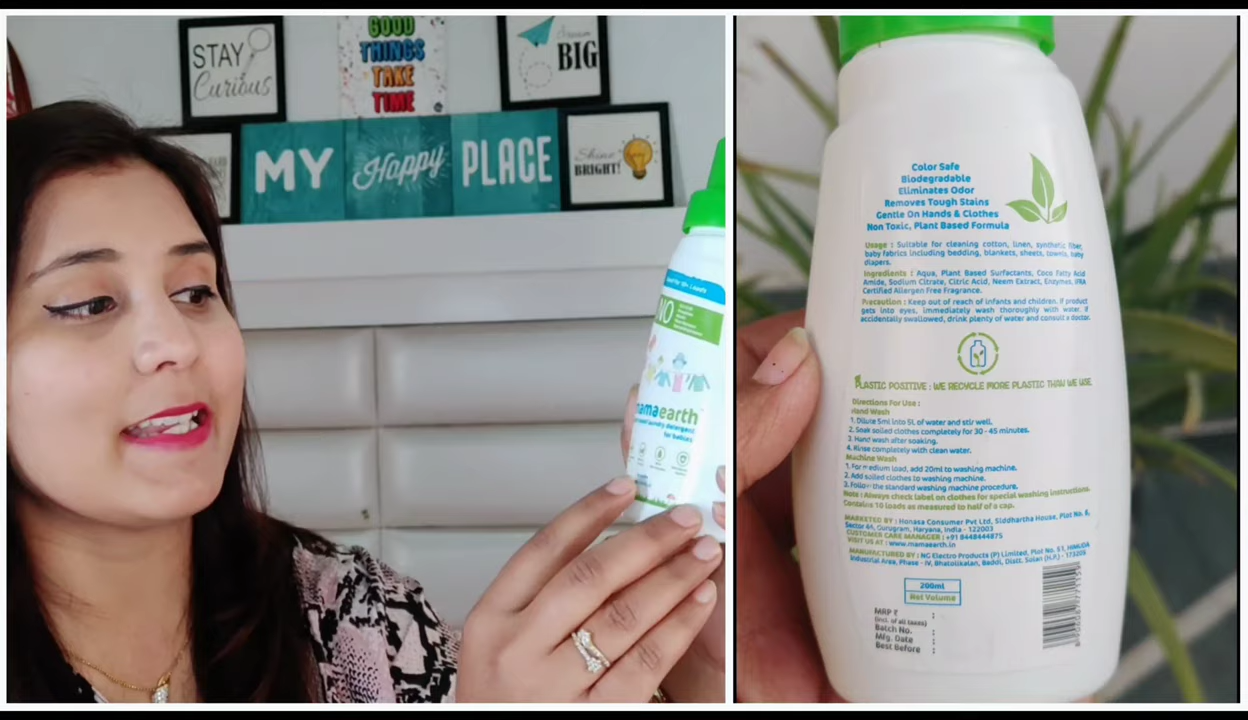 STAY
Curious
GOOD
THINGS
TAKE
TIME
Dream
BIG
MY Happy PLACE
Shine
BRIGHT!
NO
mamaearth
laundry detergent
for babies
Color Safe
Biodegradable
Eliminates Odor
Removes Tough Stains
Gentle On Hands & Clothes
Non Toxic, Plant Based Formula
Usage : Suitable for cleaning cotton, linen, synthetic fiber,
baby fabrics including bedding, blankets, sheets, towels, baby
diapers.
Ingredients : Aqua, Plant Based Surfactants, Coco Fatty Acid
Amide, Sodium Citrate, Citric Acid, Neem Extract, Enzymes, IFRA
Certified Allergen Free Fragrance.
Precaution : Keep out of reach of infants and children. If product
gets into eyes, immediately wash thoroughly with water. If
accidentally swallowed, drink plenty of water and consult a doctor.
PLASTIC POSITIVE : WE RECYCLE MORE PLASTIC THAN WE USE.
Directions For Use :
Hand Wash
1. Dilute 5ml into 5L of water and stir well.
2. Soak soiled clothes completely for 30 - 45 minutes.
3. Hand wash after soaking.
4. Rinse completely with clean water.
Machine Wash
1. For medium load, add 20ml to washing machine.
2. Add soiled clothes to washing machine.
3. Follow the standard washing machine procedure.
Note : Always check label on clothes for special washing instructions.
Contains 10 loads as measured to half of a cap.
MARKETED BY : Honasa Consumer Pvt Ltd, Siddhartha House, Plot No. 6,
Sector 44, Gurugram, Haryana, India - 122003
CUSTOMER CARE MANAGER : +91 8448444875
VISIT US AT : www.mamaearth.in
MANUFACTURED BY : NG Electro Products (P) Limited, Plat No. 61, HIMUDA
Industrial Area, Phase - IV, Bhatolikalan, Baddi, Distt. Solan (H.P.) - 173205
200ml
Net Volume
MRP ₹ :
(incl. of all taxes)
Batch No. :
Mfg. Date :
Best Before :